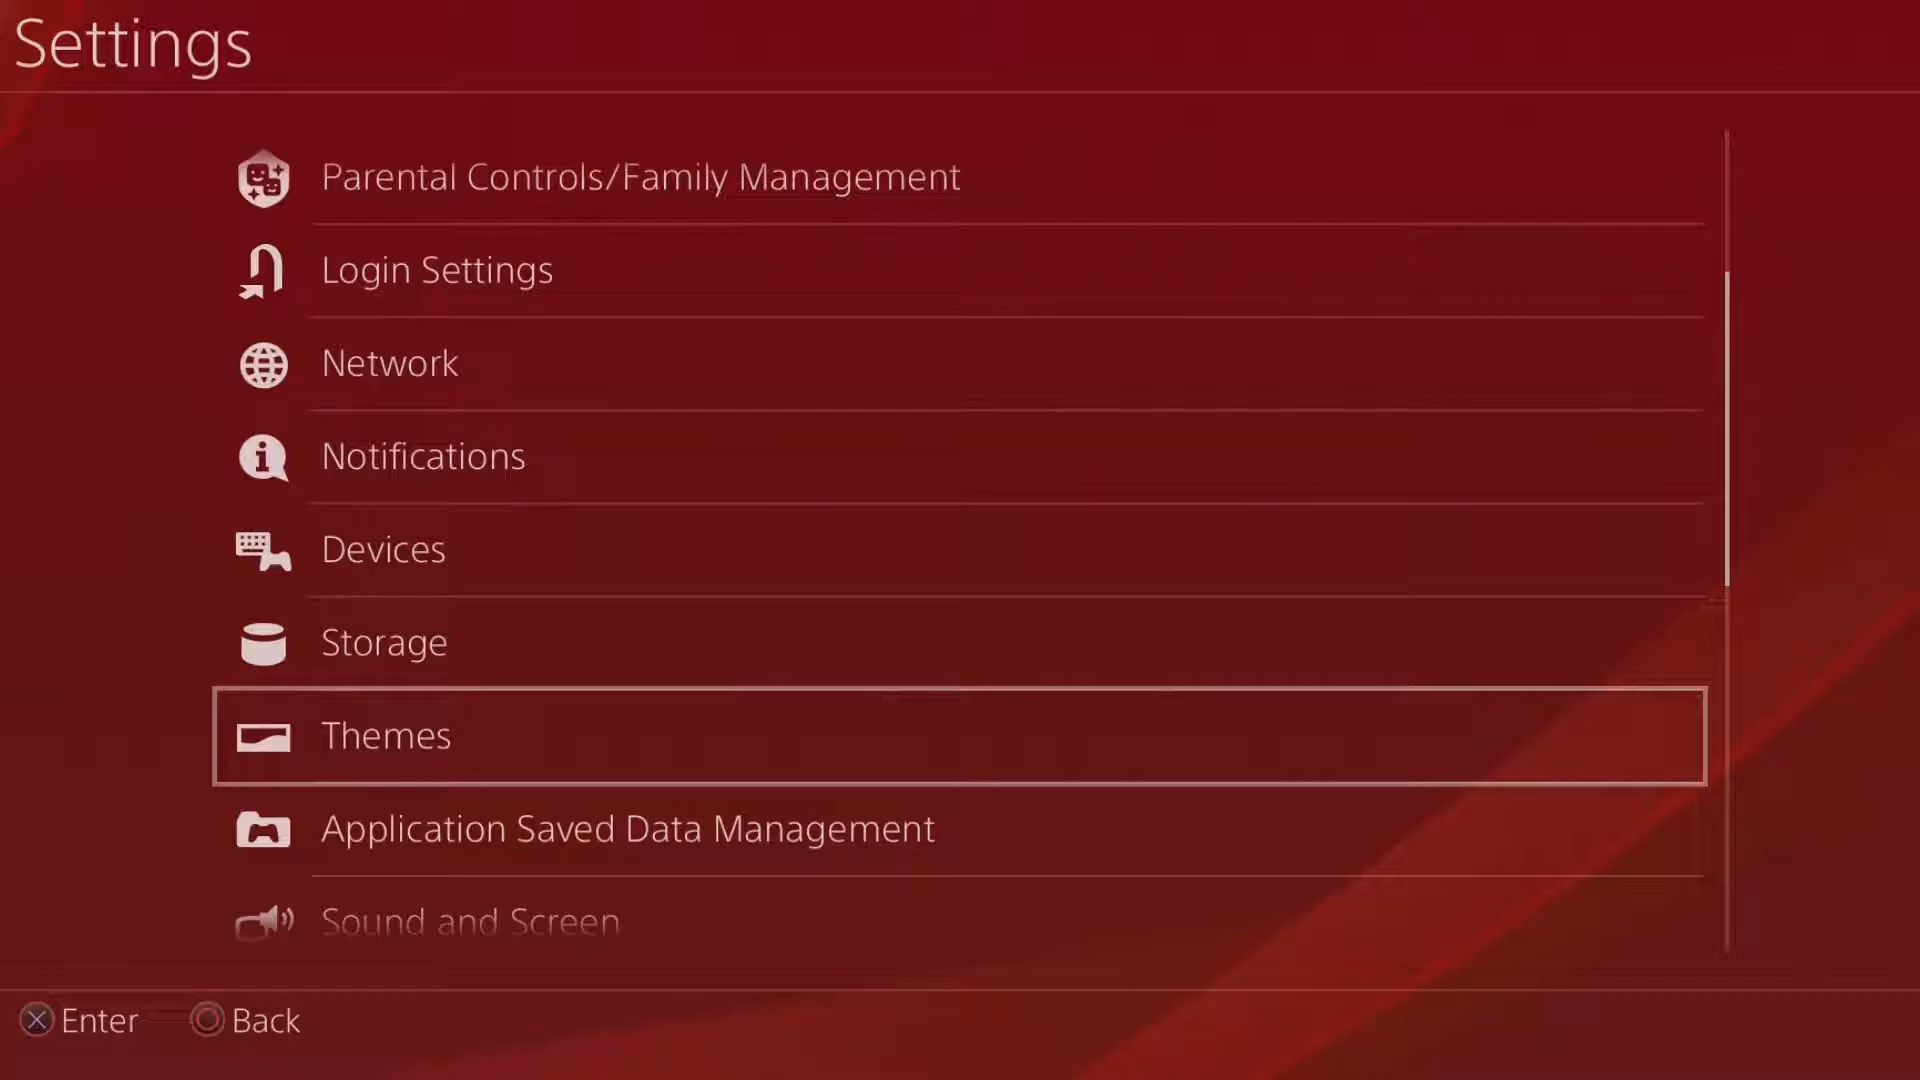 Settings
Parental Controls/Family Management
Login Settings
Network
Notifications
Devices
Storage
Themes
Application Saved Data Management
Sound and Screen
Enter Back